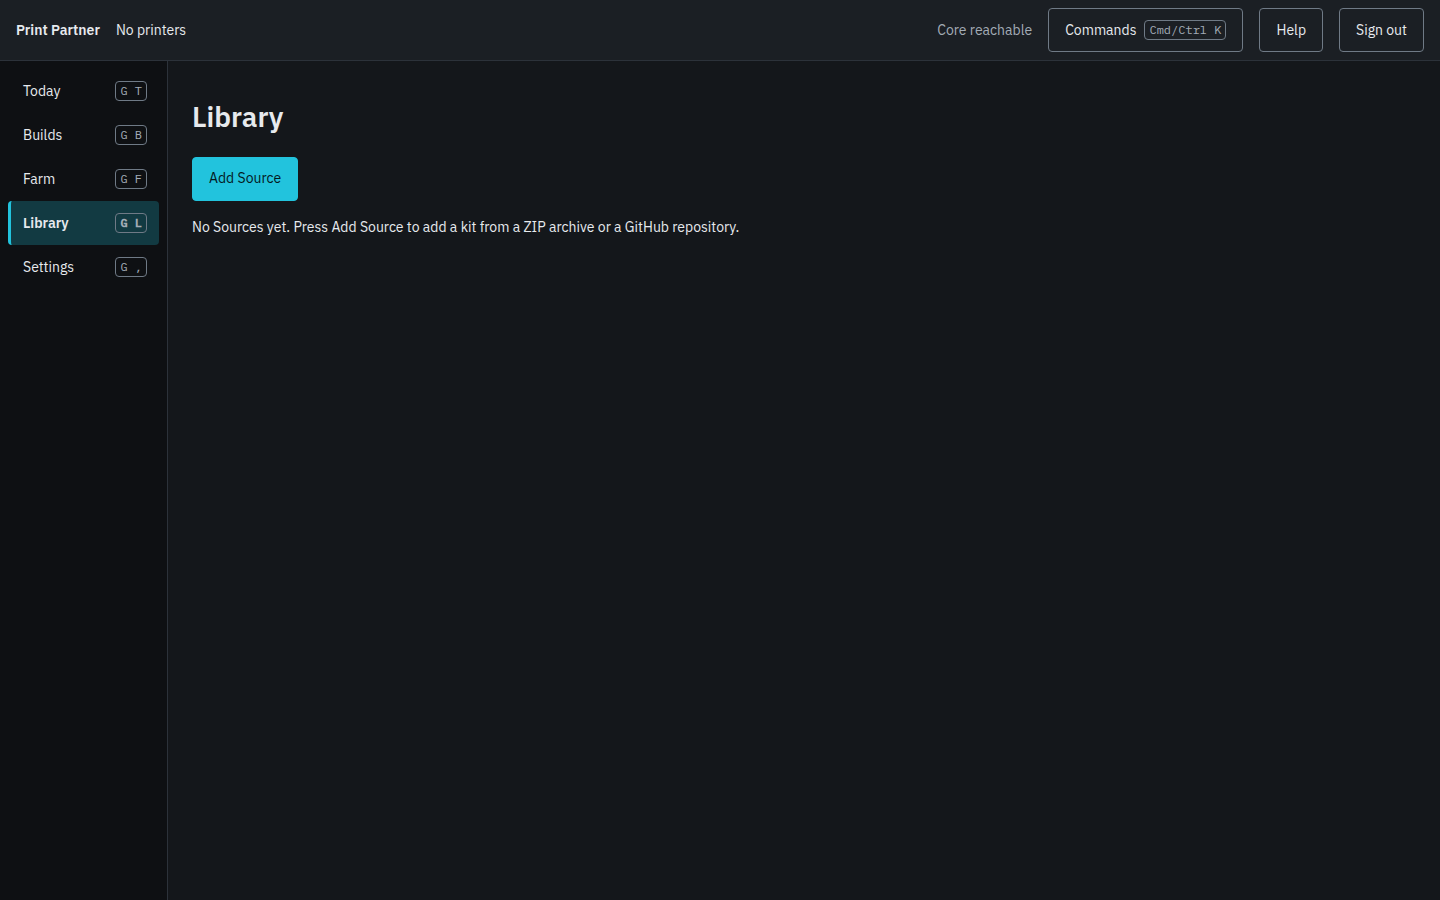 Print Partner No printers Core reachable Commands Cmd/Ctrl K Help Sign out
Today G T
Builds G B
Farm G F
Library G L
Settings G ,
Library
Add Source
No Sources yet. Press Add Source to add a kit from a ZIP archive or a GitHub repository.